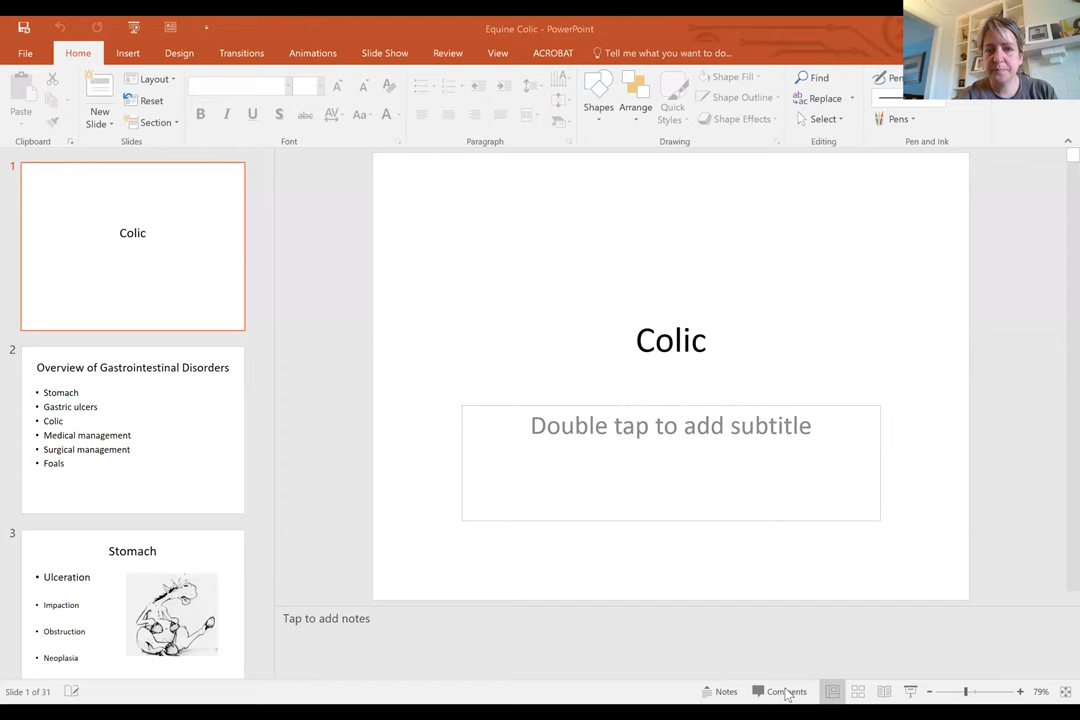 Equine Colic - PowerPoint
File Home Insert Design Transitions Animations Slide Show Review View ACROBAT Tell me what you want to do...
Paste
Clipboard
New Slide
Layout
Reset
Section
Slides
B I U S abc AV Aa A
Font
Paragraph
Shapes
Arrange
Quick Styles
Shape Fill
Shape Outline
Shape Effects
Drawing
Find
Replace
Select
Editing
Pens
Pen and Ink
1
Colic
2
Overview of Gastrointestinal Disorders
• Stomach
• Gastric ulcers
• Colic
• Medical management
• Surgical management
• Foals
3
Stomach
• Ulceration
• Impaction
• Obstruction
• Neoplasia
Colic
Double tap to add subtitle
Tap to add notes
Slide 1 of 31 Notes Comments 79%